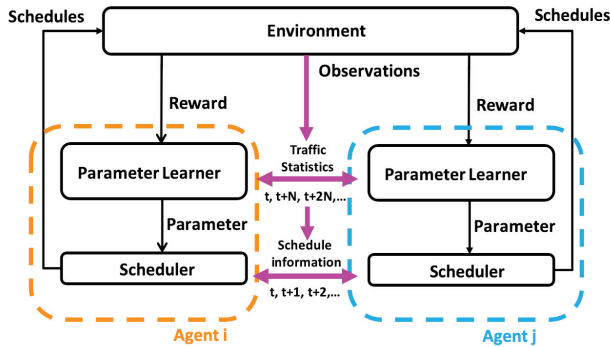 Schedules
Schedules
Environment
Observations
Reward
Reward
Traffic
Statistics
Parameter Learner
Parameter Learner
t, t+N, t+2N,...
Parameter
Parameter
Schedule
information
Scheduler
Scheduler
t, t+1, t+2,...
Agent i
Agent j